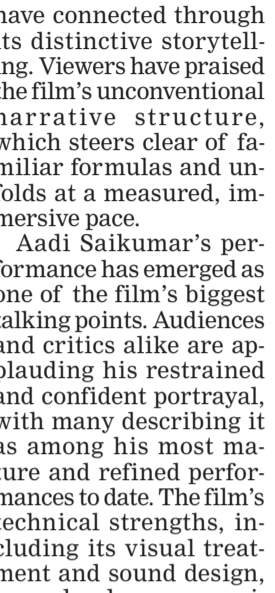 have connected through
its distinctive storytell-
ing. Viewers have praised
the film's unconventional
narrative structure,
which steers clear of fa-
miliar formulas and un-
folds at a measured, im-
mersive pace.
Aadi Saikumar's per-
formance has emerged as
one of the film's biggest
talking points. Audiences
and critics alike are ap-
plauding his restrained
and confident portrayal,
with many describing it
as among his most ma-
ture and refined perfor-
mances to date. The film's
technical strengths, in-
cluding its visual treat-
ment and sound design,